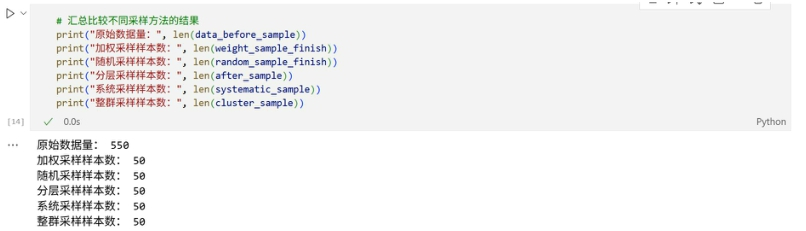 # 汇总比较不同采样方法的结果
print("原始数据量：", len(data_before_sample))
print("加权采样样本数：", len(weight_sample_finish))
print("随机采样样本数：", len(random_sample_finish))
print("分层采样样本数：", len(after_sample))
print("系统采样样本数：", len(systematic_sample))
print("整群采样样本数：", len(cluster_sample))
[14]
0.0s
Python
原始数据量： 550
加权采样样本数： 50
随机采样样本数： 50
分层采样样本数： 50
系统采样样本数： 50
整群采样样本数： 50